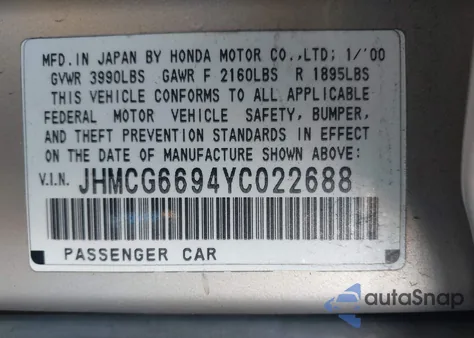 MFD.IN JAPAN BY HONDA MOTOR CO.,LTD; 1/'00
GVWR 3990LBS GAWR F 2160LBS R 1895LBS
THIS VEHICLE CONFORMS TO ALL APPLICABLE
FEDERAL MOTOR VEHICLE SAFETY, BUMPER,
AND THEFT PREVENTION STANDARDS IN EFFECT
ON THE DATE OF MANUFACTURE SHOWN ABOVE:
V.I.N. JHMCG6694YC022688
PASSENGER CAR
autoSnap